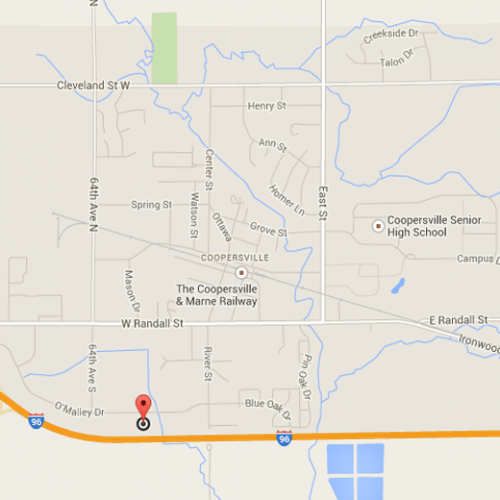 N
N
Creekside Dr
Talon Dr
Cleveland St W
Henry St
Ann St
Center St
64th Ave N
Homer Ln
East St
Spring St
Watson St
Ottawa
Grove St
Coopersville Senior
High School
COOPERSVILLE
Campus D
Mason Dr
The Coopersville
& Marne Railway
W Randall St
E Randall St
Ironwood
64th Ave S
River St
Pin Oak Dr
O'Malley Dr
Blue Oak Dr
96
96